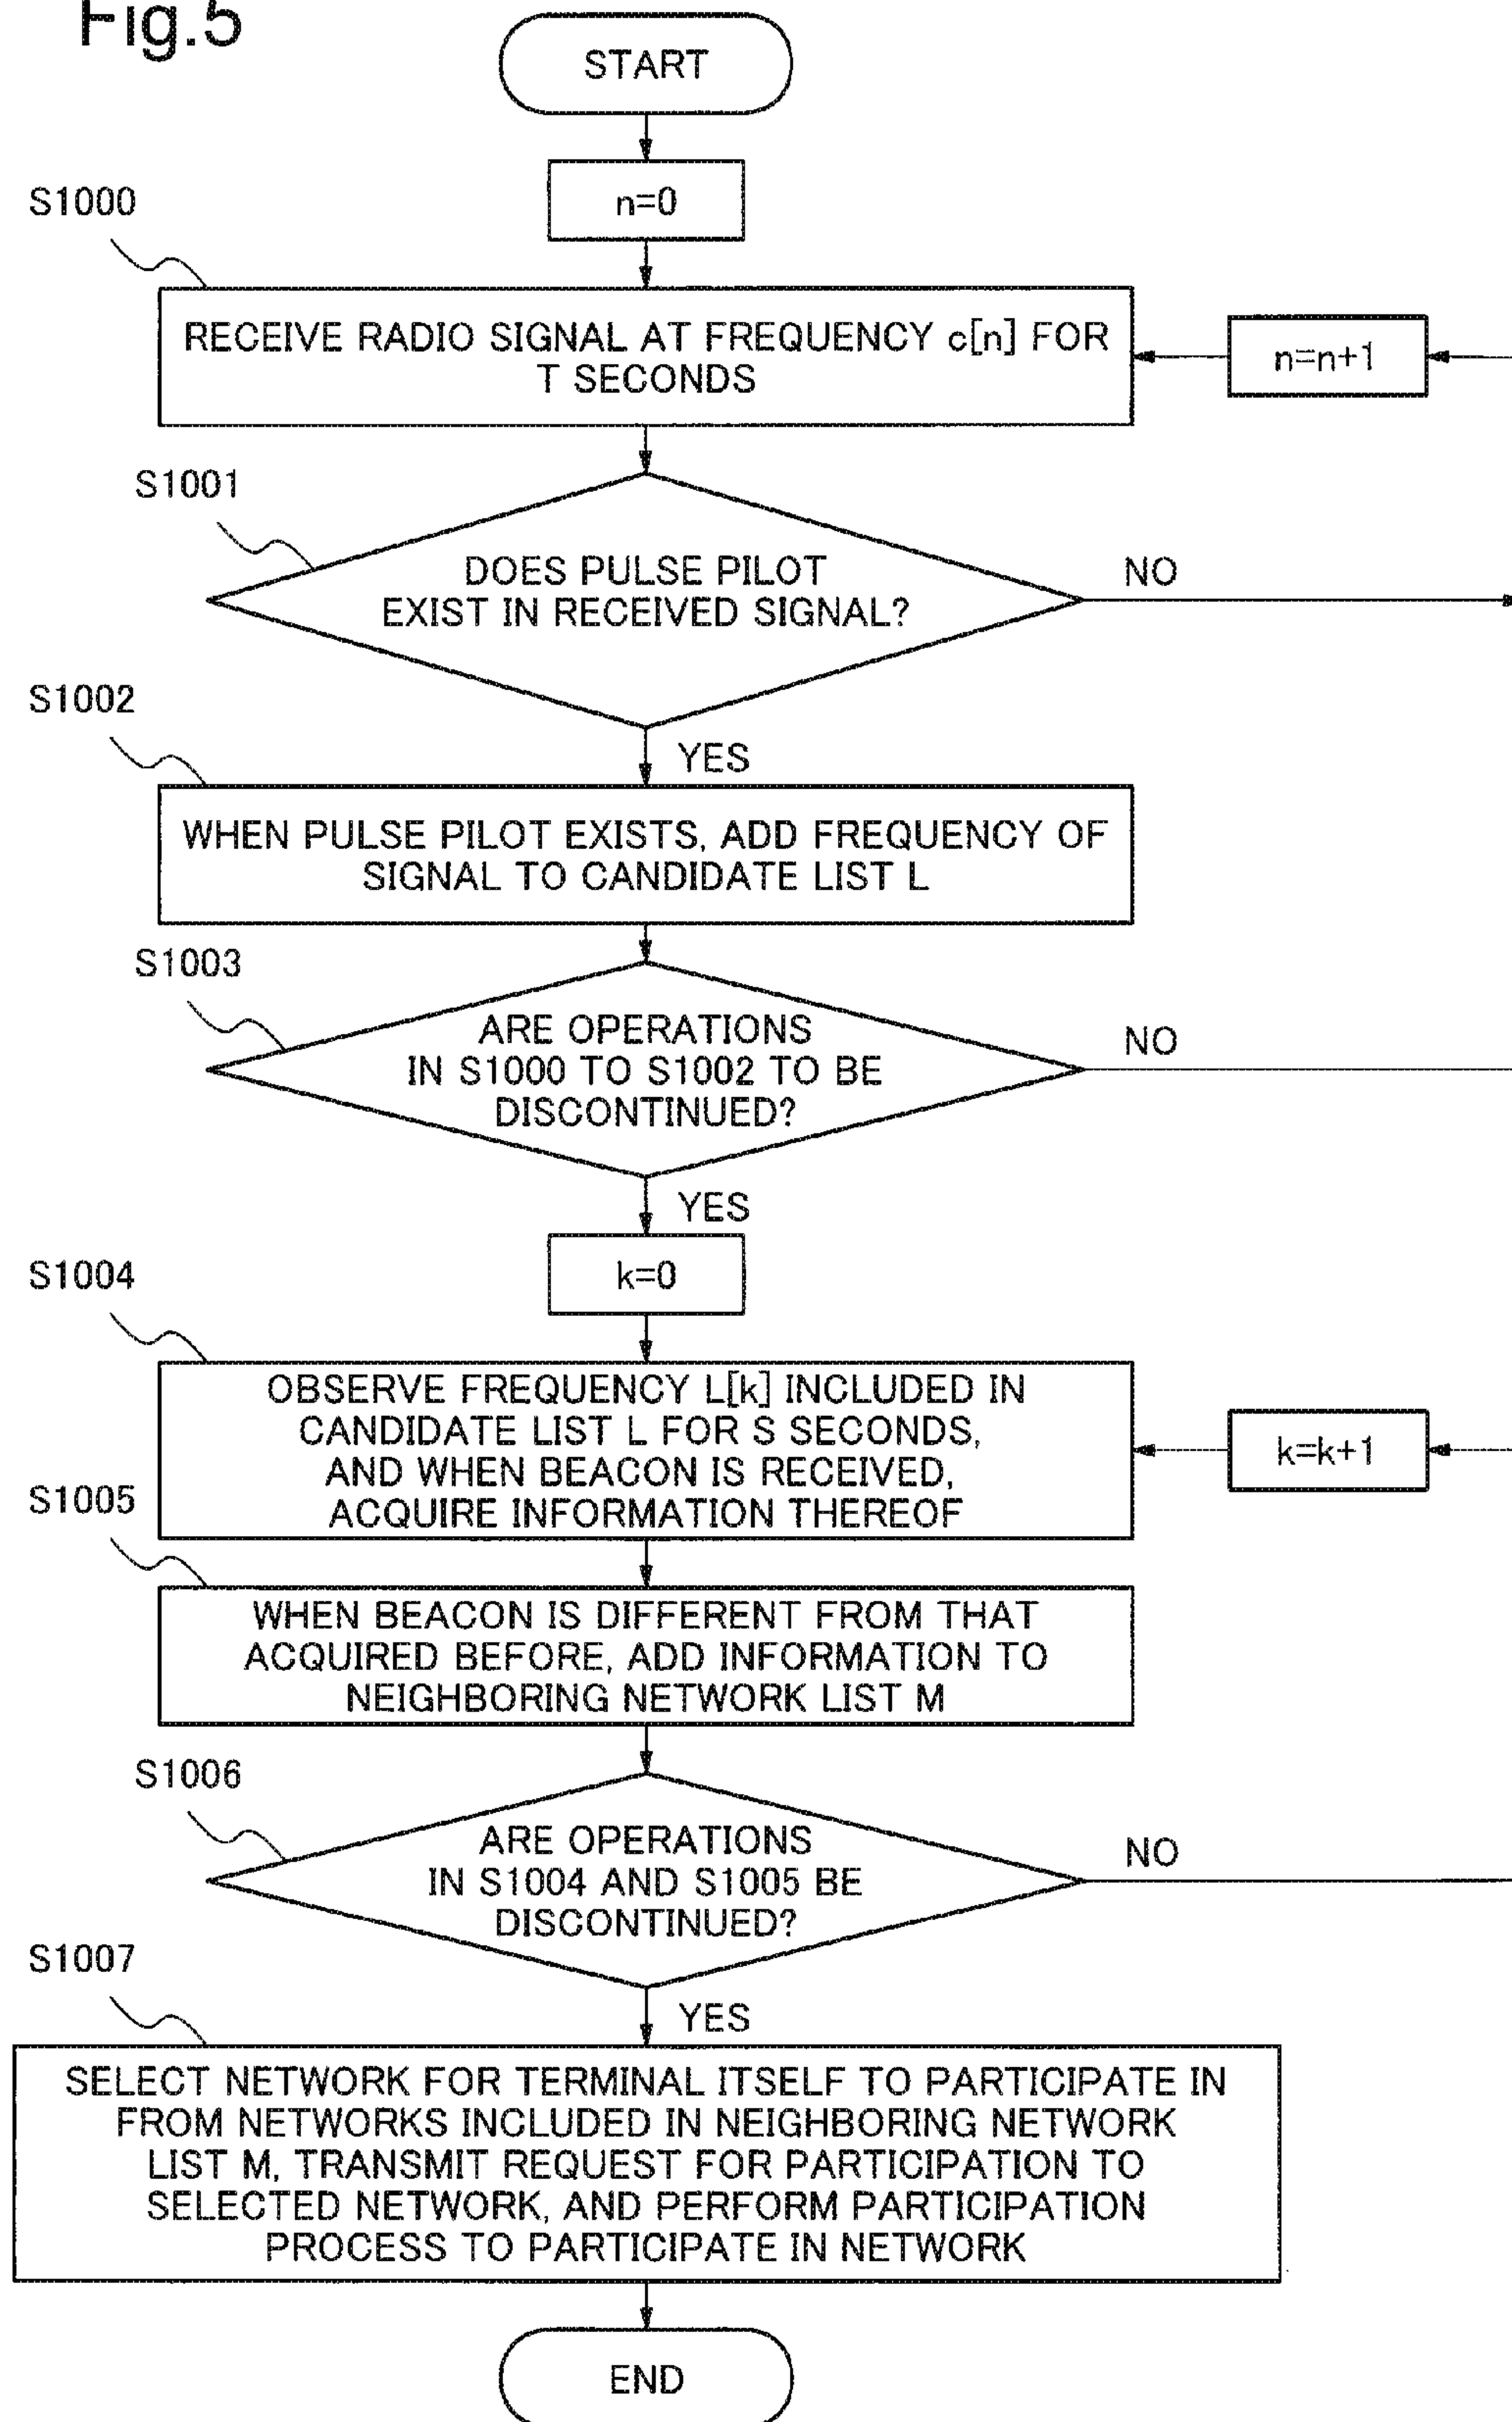 Fig.5
START
n=0
S1000
RECEIVE RADIO SIGNAL AT FREQUENCY c[n] FOR
T SECONDS
n=n+1
S1001
DOES PULSE PILOT
EXIST IN RECEIVED SIGNAL?
NO
S1002
YES
WHEN PULSE PILOT EXISTS, ADD FREQUENCY OF
SIGNAL TO CANDIDATE LIST L
S1003
ARE OPERATIONS
IN S1000 TO S1002 TO BE
DISCONTINUED?
NO
YES
k=0
S1004
OBSERVE FREQUENCY L[k] INCLUDED IN
CANDIDATE LIST L FOR S SECONDS,
AND WHEN BEACON IS RECEIVED,
ACQUIRE INFORMATION THEREOF
k=k+1
S1005
WHEN BEACON IS DIFFERENT FROM THAT
ACQUIRED BEFORE, ADD INFORMATION TO
NEIGHBORING NETWORK LIST M
S1006
ARE OPERATIONS
IN S1004 AND S1005 BE
DISCONTINUED?
NO
S1007
YES
SELECT NETWORK FOR TERMINAL ITSELF TO PARTICIPATE IN
FROM NETWORKS INCLUDED IN NEIGHBORING NETWORK
LIST M, TRANSMIT REQUEST FOR PARTICIPATION TO
SELECTED NETWORK, AND PERFORM PARTICIPATION
PROCESS TO PARTICIPATE IN NETWORK
END